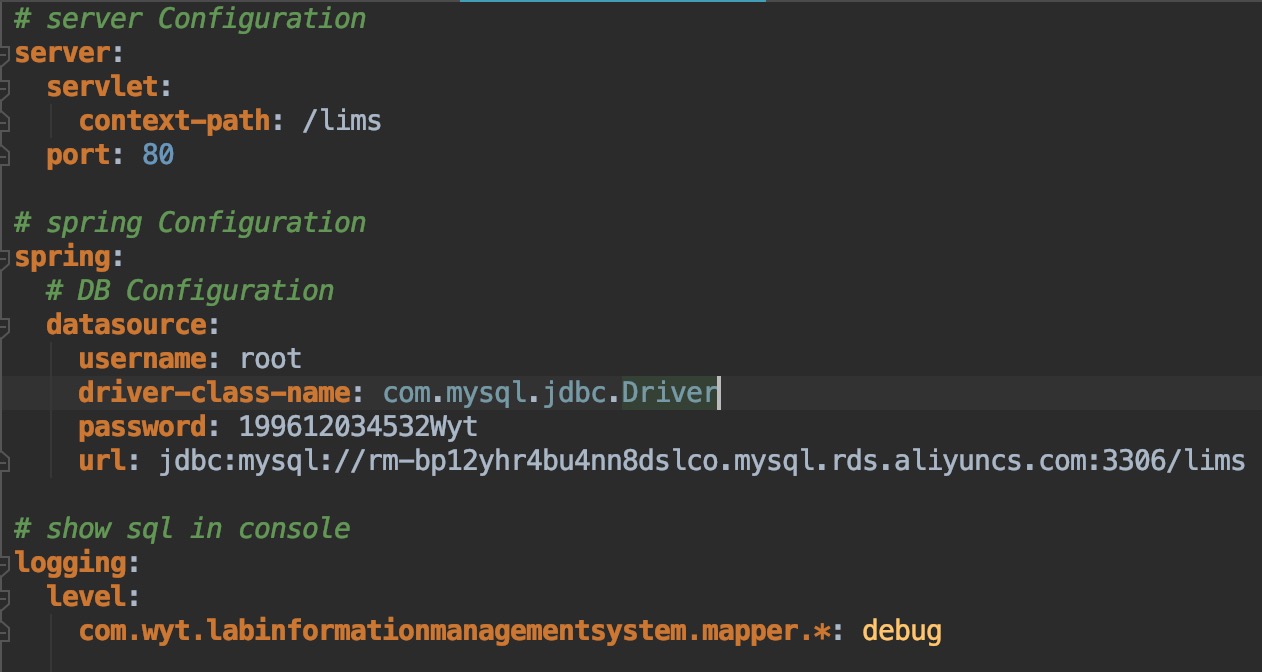 # server Configuration
server:
  servlet:
    context-path: /lims
  port: 80

# spring Configuration
spring:
  # DB Configuration
  datasource:
    username: root
    driver-class-name: com.mysql.jdbc.Driver
    password: 199612034532Wyt
    url: jdbc:mysql://rm-bp12yhr4bu4nn8dslco.mysql.rds.aliyuncs.com:3306/lims

# show sql in console
logging:
  level:
    com.wyt.labinformationmanagementsystem.mapper.*: debug